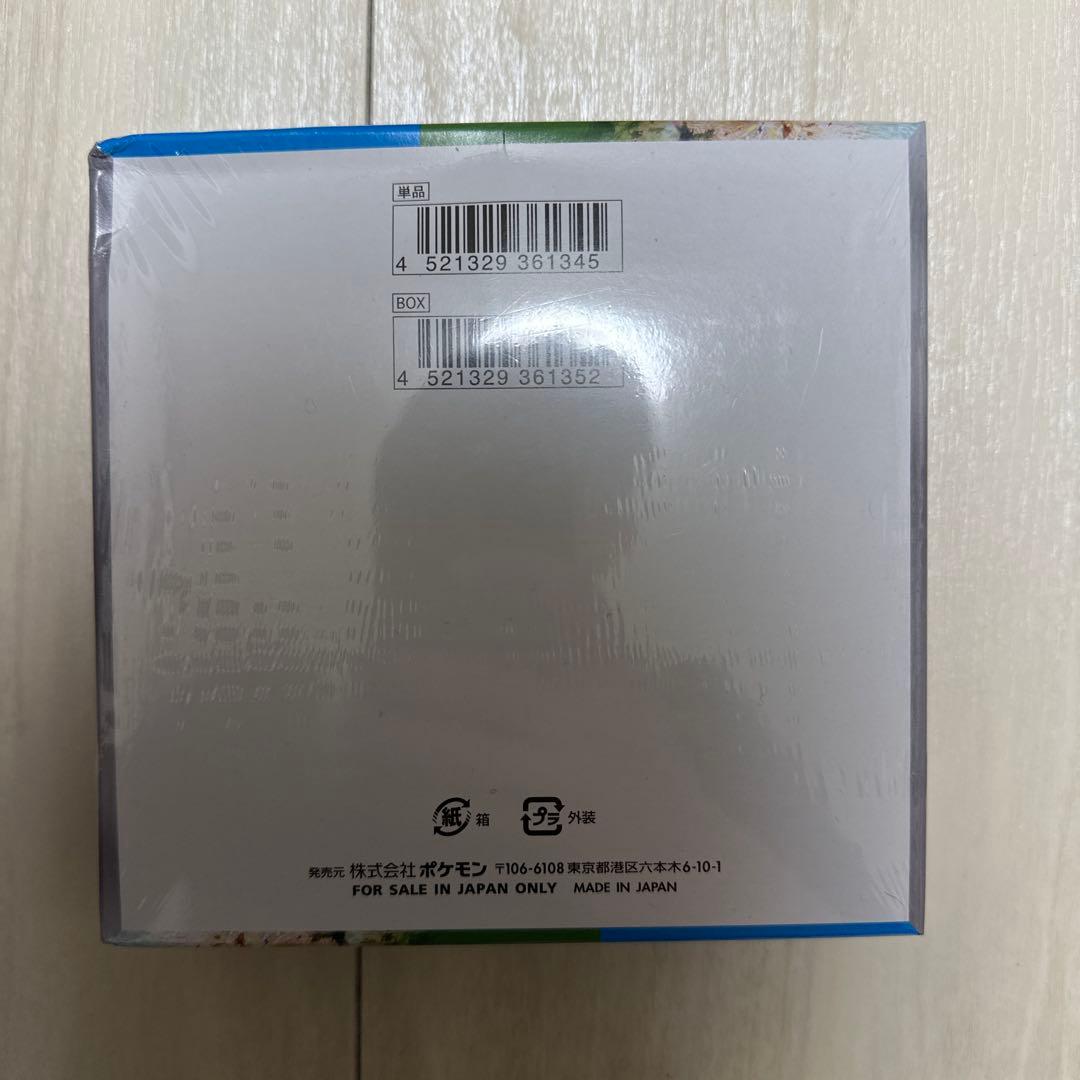 単品
4 521329 361345
BOX
4 521329 361352
紙 箱 プラ 外装
発売元 株式会社 ポケモン 〒106-6108 東京都港区六本木6-10-1
FOR SALE IN JAPAN ONLY MADE IN JAPAN